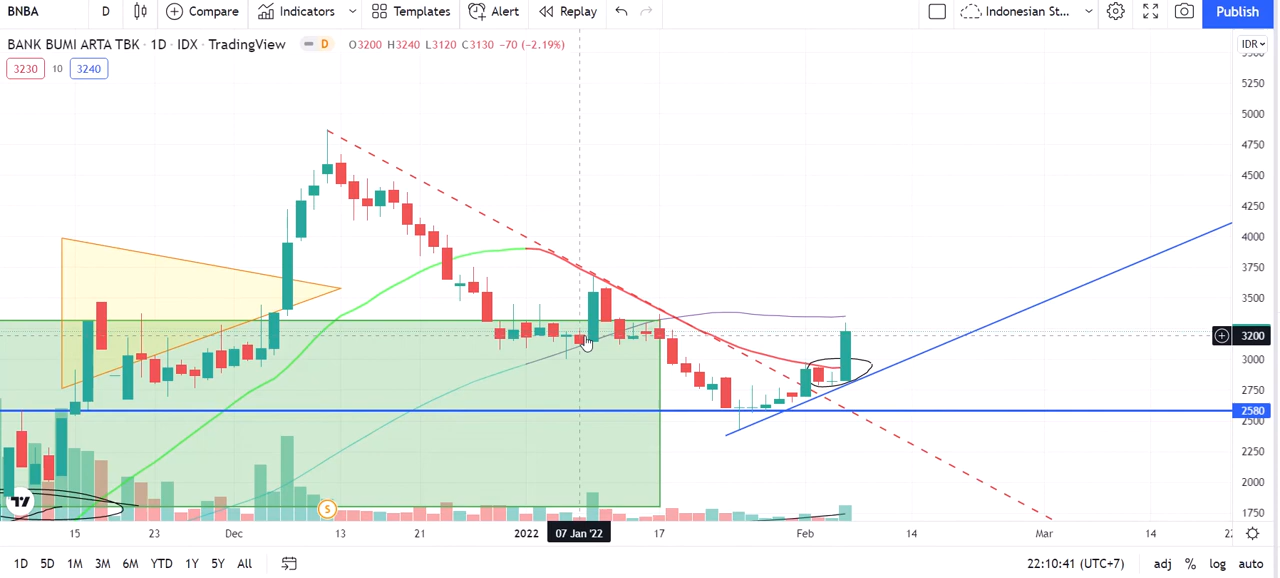 BNBA D Compare Indicators Templates Alert Replay Indonesian St... Publish
BANK BUMI ARTA TBK · 1D · IDX · TradingView D O3200 H3240 L3120 C3130 −70 (−2.19%) IDR
3230 10 3240
5250
5000
4750
4500
4250
4000
3750
3500
3200
3000
2750
2580
2500
2250
2000
1750
S
15 23 Dec 13 21 2022 07 Jan '22 17 Feb 14 Mar 14
1D 5D 1M 3M 6M YTD 1Y 5Y All 22:10:41 (UTC+7) adj % log auto